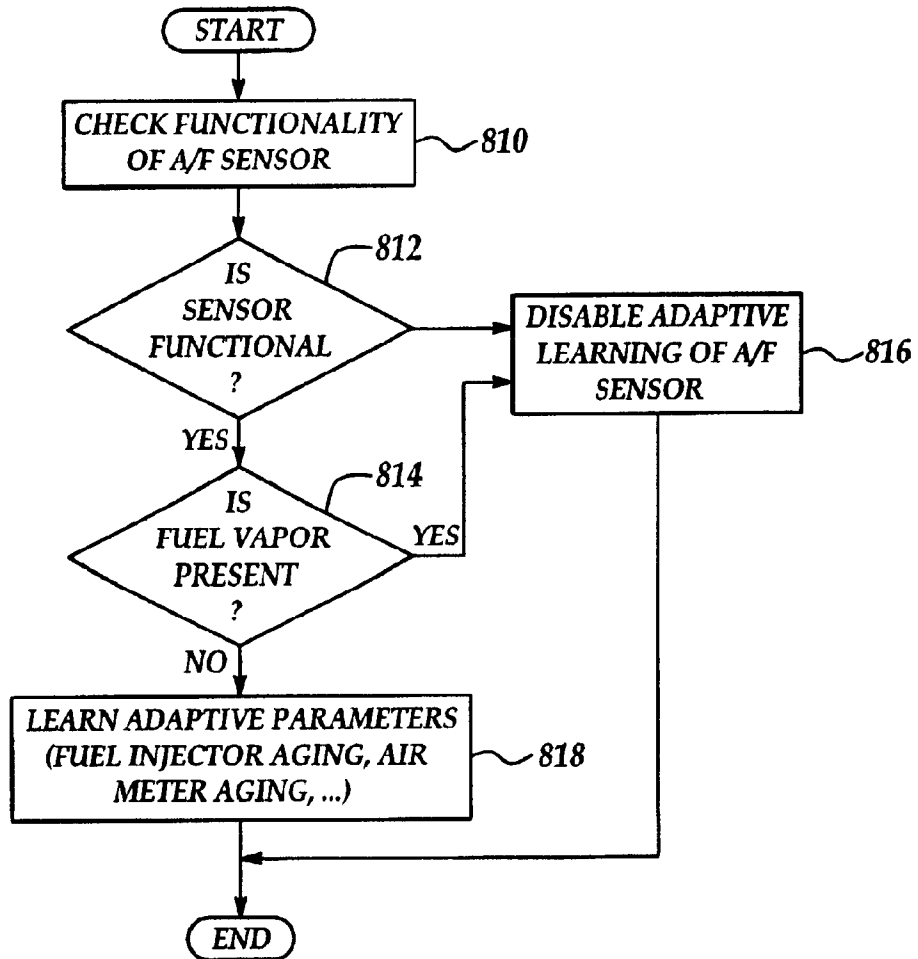 START
CHECK FUNCTIONALITY
OF A/F SENSOR
810
812
IS
SENSOR
FUNCTIONAL
?
DISABLE ADAPTIVE
LEARNING OF A/F
SENSOR
816
YES
814
IS
FUEL VAPOR
PRESENT
?
YES
NO
LEARN ADAPTIVE PARAMETERS
(FUEL INJECTOR AGING, AIR
METER AGING, ...)
818
END